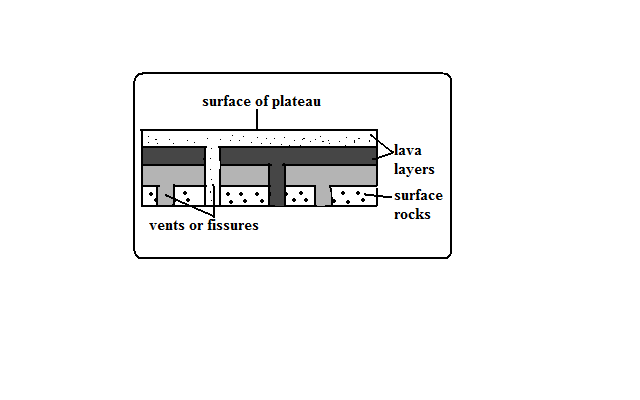 surface of plateau
lava
layers
surface
rocks
vents or fissures